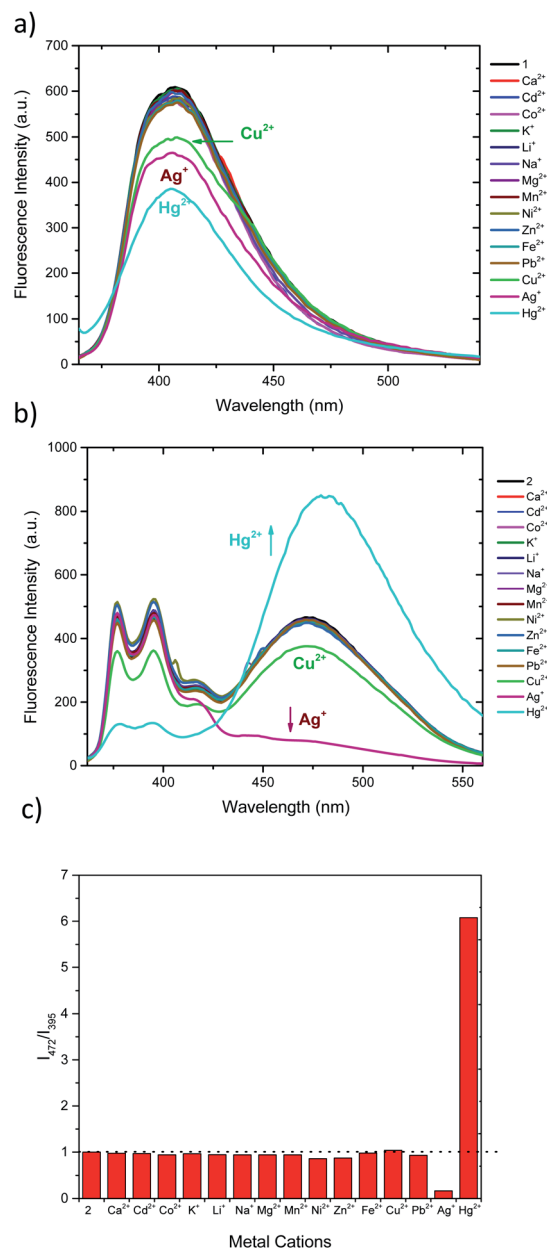 a)
700
600
500
400
300
200
100
0
Fluorescence Intensity (a.u.)
Cu²⁺
Ag⁺
Hg²⁺
400
450
500
Wavelength (nm)
1
Ca²⁺
Cd²⁺
Co²⁺
K⁺
Li⁺
Na⁺
Mg²⁺
Mn²⁺
Ni²⁺
Zn²⁺
Fe²⁺
Pb²⁺
Cu²⁺
Ag⁺
Hg²⁺
b)
1000
800
600
400
200
0
Fluorescence Intensity (a.u.)
Hg²⁺
Cu²⁺
Ag⁺
400
450
500
550
Wavelength (nm)
2
Ca²⁺
Cd²⁺
Co²⁺
K⁺
Li⁺
Na⁺
Mg²⁺
Mn²⁺
Ni²⁺
Zn²⁺
Fe²⁺
Pb²⁺
Cu²⁺
Ag⁺
Hg²⁺
c)
7
6
5
4
3
2
1
0
I₄₇₂/I₃₉₅
2 Ca²⁺ Cd²⁺ Co²⁺ K⁺ Li⁺ Na⁺ Mg²⁺ Mn²⁺ Ni²⁺ Zn²⁺ Fe²⁺ Cu²⁺ Pb²⁺ Ag⁺ Hg²⁺
Metal Cations